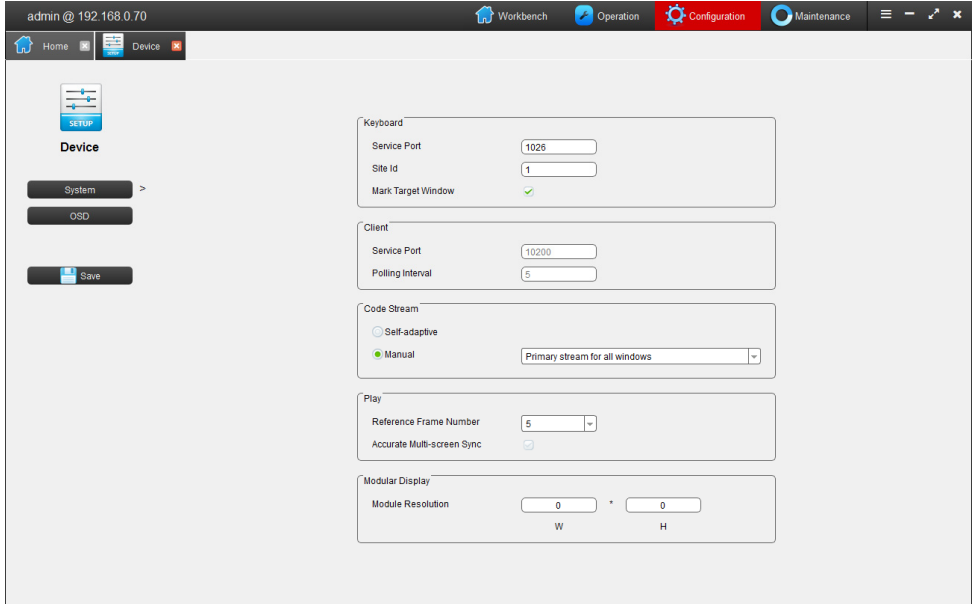 admin @ 192.168.0.70 Workbench Operation Configuration Maintenance
Home Device
SETUP
Device
System >
OSD
Save
Keyboard
Service Port 1026
Site Id 1
Mark Target Window
Client
Service Port 10200
Polling Interval 5
Code Stream
Self-adaptive
Manual Primary stream for all windows
Play
Reference Frame Number 5
Accurate Multi-screen Sync
Modular Display
Module Resolution 0 * 0
W H